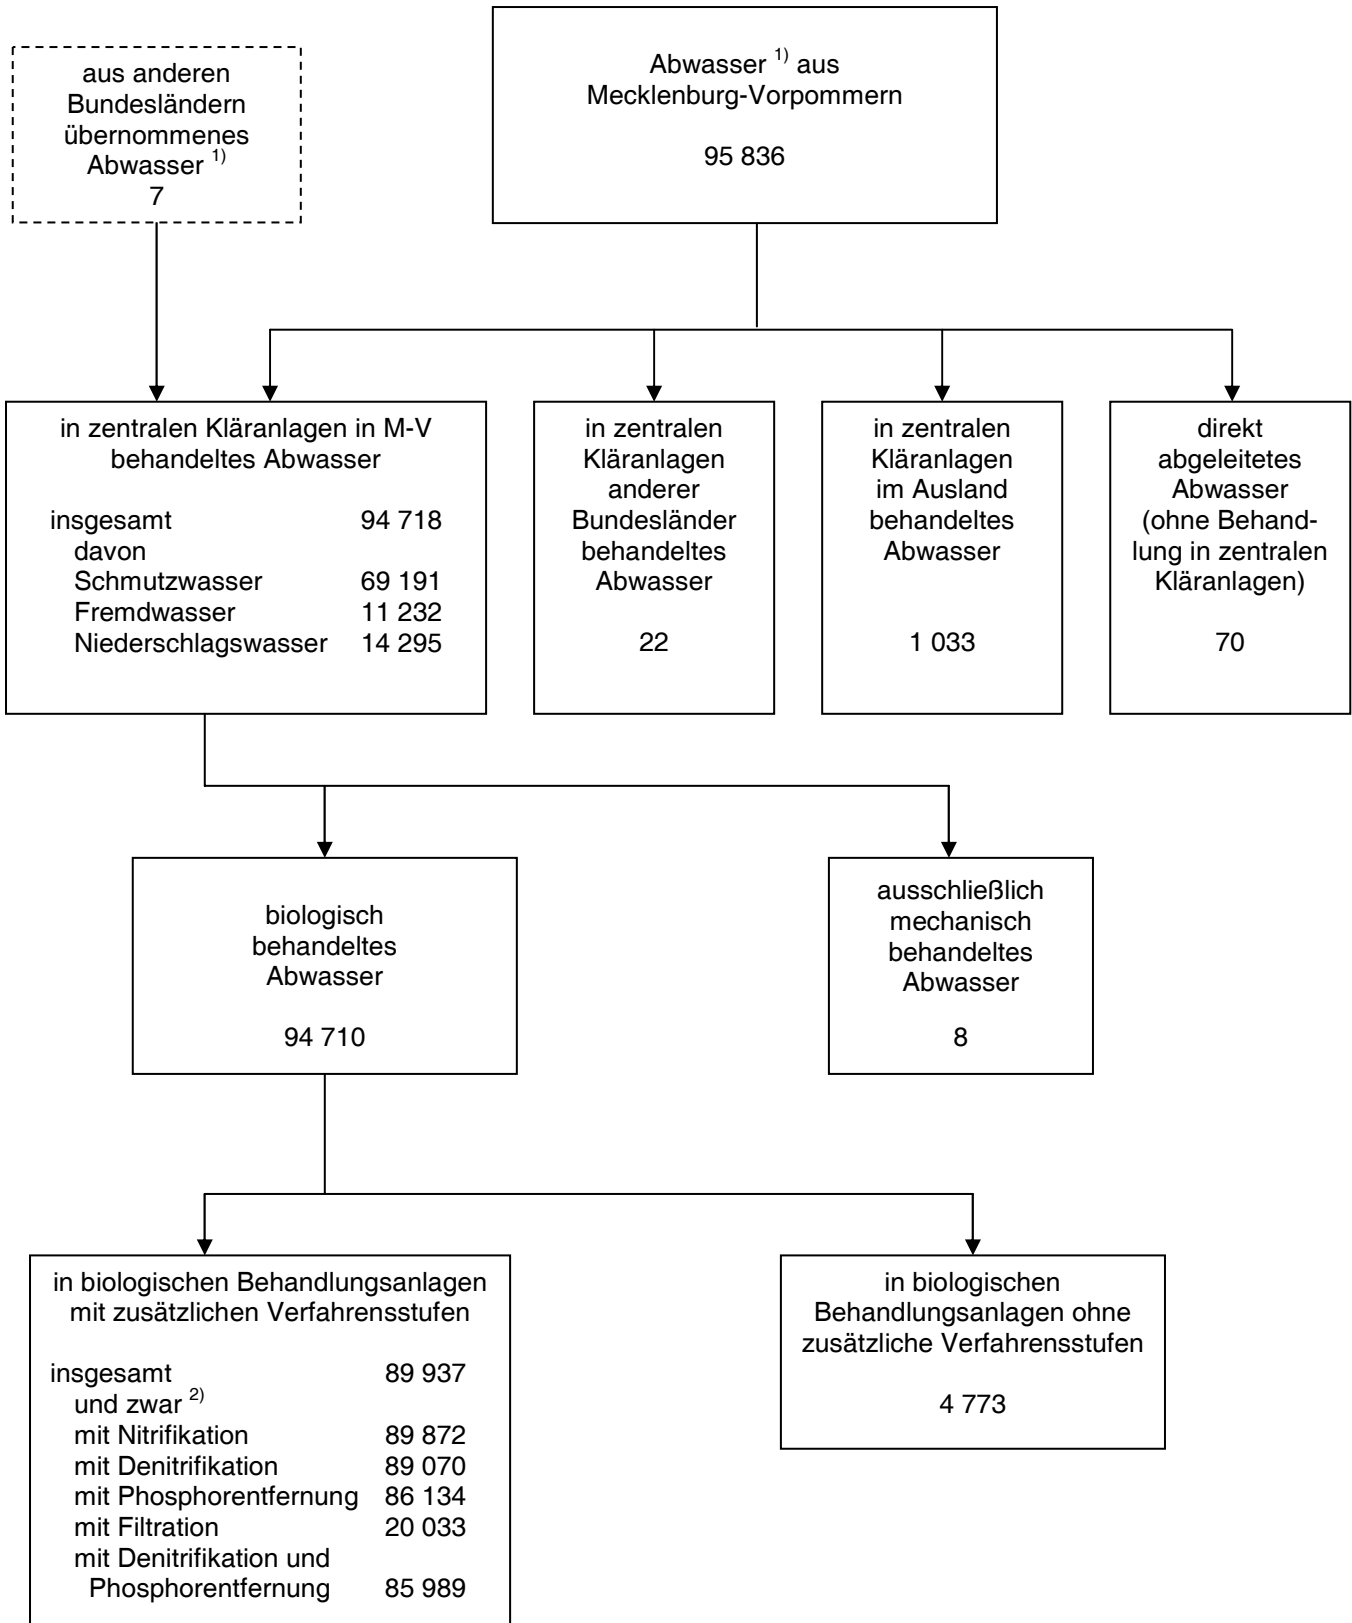 aus anderen
Bundesländern
übernommenes
Abwasser 1)
7
Abwasser 1) aus
Mecklenburg-Vorpommern
95 836
in zentralen Kläranlagen in M-V
behandeltes Abwasser
insgesamt 94 718
davon
Schmutzwasser 69 191
Fremdwasser 11 232
Niederschlagswasser 14 295
in zentralen
Kläranlagen
anderer
Bundesländer
behandeltes
Abwasser
22
in zentralen
Kläranlagen
im Ausland
behandeltes
Abwasser
1 033
direkt
abgeleitetes
Abwasser
(ohne Behand-
lung in zentralen
Kläranlagen)
70
biologisch
behandeltes
Abwasser
94 710
ausschließlich
mechanisch
behandeltes
Abwasser
8
in biologischen Behandlungsanlagen
mit zusätzlichen Verfahrensstufen
insgesamt 89 937
und zwar 2)
mit Nitrifikation 89 872
mit Denitrifikation 89 070
mit Phosphorentfernung 86 134
mit Filtration 20 033
mit Denitrifikation und
Phosphorentfernung 85 989
in biologischen
Behandlungsanlagen ohne
zusätzliche Verfahrensstufen
4 773